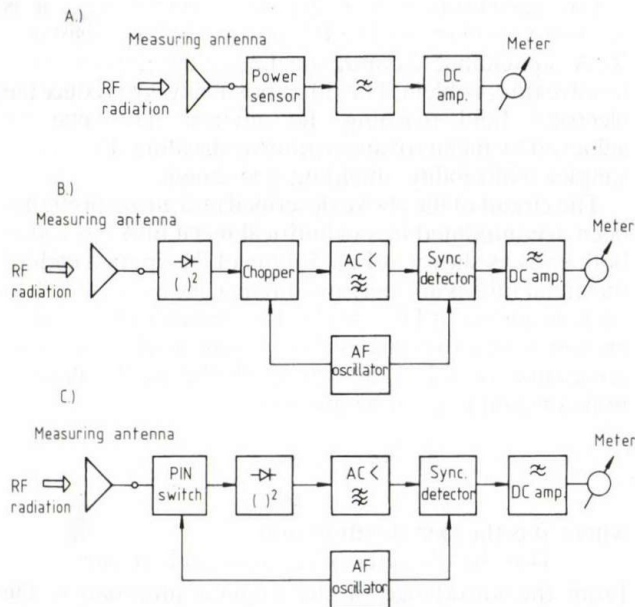 A.)
Measuring antenna
RF
radiation
Power
sensor
≈
DC
amp.
Meter
B.)
Measuring antenna
RF
radiation
( )²
Chopper
AC<
≈
Sync.
detector
≈
DC amp.
Meter
AF
oscillator
C.)
Measuring antenna
RF
radiation
PIN
switch
(..)²
AC<
≈
Sync.
detector
≈
DC amp.
Meter
AF
oscillator